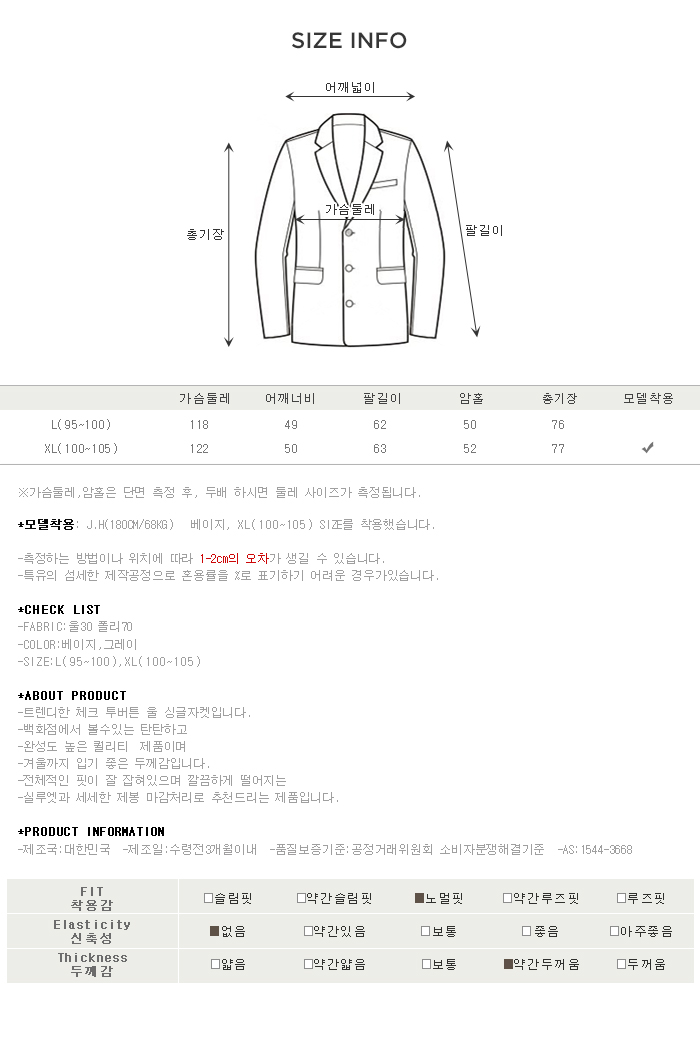 SIZE INFO
어깨넓이
총기장
가슴둘레
팔길이
가슴둘레 어깨너비 팔길이 암홀 총기장 모델착용
L(95~100) 118 49 62 50 76
XL(100~105) 122 50 63 52 77
※가슴둘레,암홀은 단면 측정 후, 두배 하시면 둘레 사이즈가 측정됩니다.
*모델착용: J.H(180CM/68KG) 베이지, XL(100~105) SIZE를 착용했습니다.
-측정하는 방법이나 위치에 따라 1-2cm의 오차가 생길 수 있습니다.
-특유의 섬세한 제작공정으로 혼용률을 %로 표기하기 어려운 경우가있습니다.
*CHECK LIST
-FABRIC:울30 폴리70
-COLOR:베이지,그레이
-SIZE:L(95~100),XL(100~105)
*ABOUT PRODUCT
-트렌디한 체크 투버튼 울 싱글자켓입니다.
-백화점에서 볼수있는 탄탄하고
-완성도 높은 퀄리티 제품이며
-겨울까지 입기 좋은 두께감입니다.
-전체적인 핏이 잘 잡혀있으며 깔끔하게 떨어지는
-실루엣과 세세한 제봉 마감처리로 추천드리는 제품입니다.
*PRODUCT INFORMATION
-제조국:대한민국 -제조일:수령전3개월이내 -품질보증기준:공정거래위원회 소비자분쟁해결기준 -AS:1544-3668
FIT
착용감
□슬림핏 □약간슬림핏 ■노멀핏 □약간루즈핏 □루즈핏
Elasticity
신축성
■없음 □약간있음 □보통 □좋음 □아주좋음
Thickness
두께감
□얇음 □약간얇음 □보통 ■약간두꺼움 □두꺼움